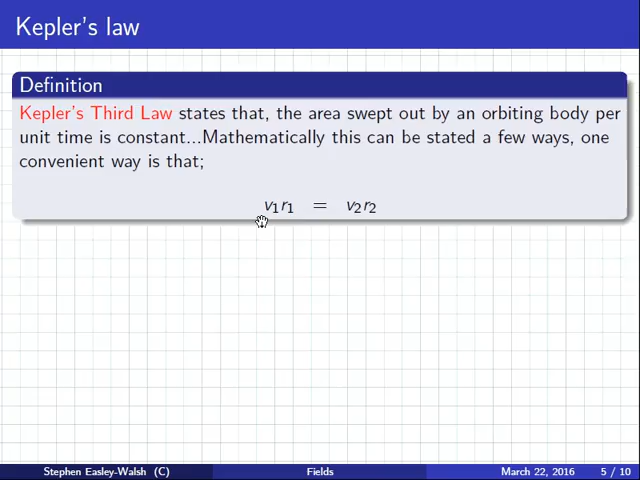 Kepler's law
Definition
Kepler's Third Law states that, the area swept out by an orbiting body per
unit time is constant...Mathematically this can be stated a few ways, one
convenient way is that;
v₁r₁ = v₂r₂
Stephen Easley-Walsh (C) Fields March 22, 2016 5 / 10